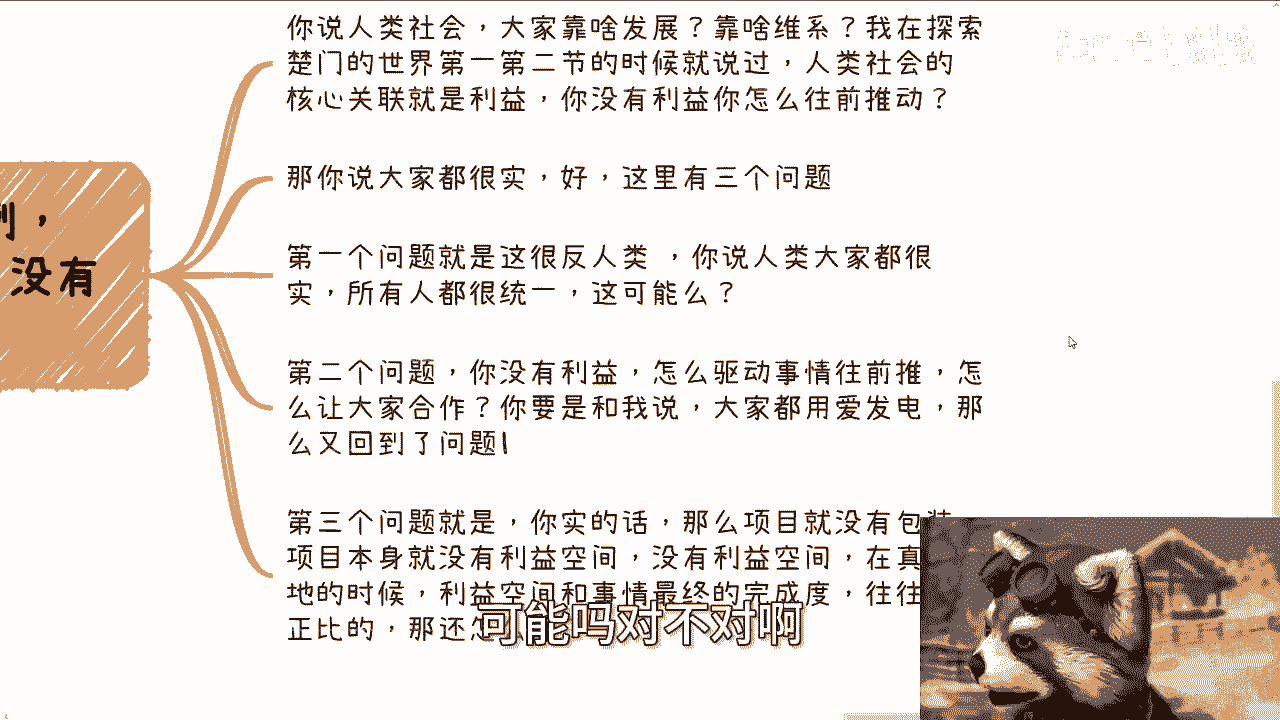 你说人类社会，大家靠啥发展？靠啥维系？我在探索
楚门的世界第一第二节的时候就说过，人类社会的
核心关联就是利益，你没有利益你怎么往前推动？
那你说大家都很实，好，这里有三个问题
，
没有
第一个问题就是这很反人类 ，你说人类大家都很
实，所有人都很统一，这可能么？
第二个问题，你没有利益，怎么驱动事情往前推，怎
么让大家合作？你要是和我说，大家都用爱发电，那
么又回到了问题1
第三个问题就是，你实的话，那么项目就没有包装
项目本身就没有利益空间，没有利益空间，在真
地的时候，利益空间和事情最终的完成度，往往
正比的，那还
可能吗对不对啊